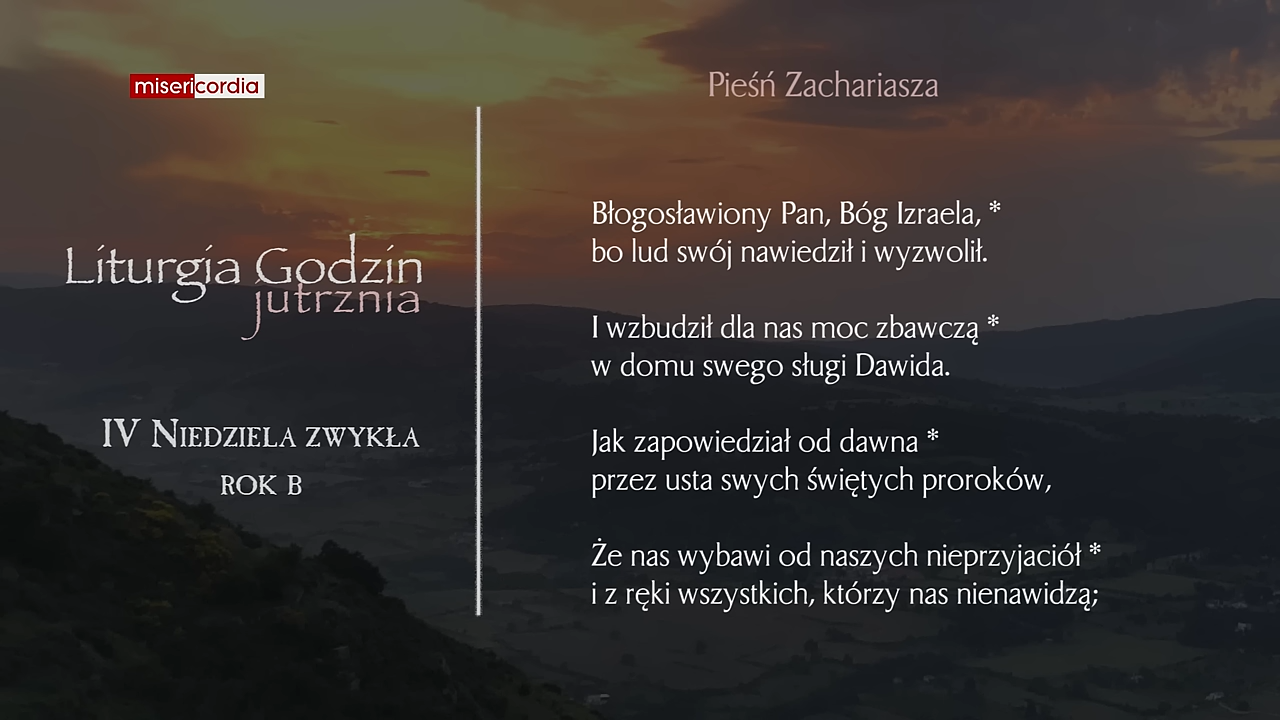 misericordia
Liturgia Godzin
jutrznia
IV Niedziela zwykła
rok B
Pieśń Zachariasza
Błogosławiony Pan, Bóg Izraela, *
bo lud swój nawiedził i wyzwolił.
I wzbudził dla nas moc zbawczą *
w domu swego sługi Dawida.
Jak zapowiedział od dawna *
przez usta swych świętych proroków,
Że nas wybawi od naszych nieprzyjaciół *
i z ręki wszystkich, którzy nas nienawidzą;